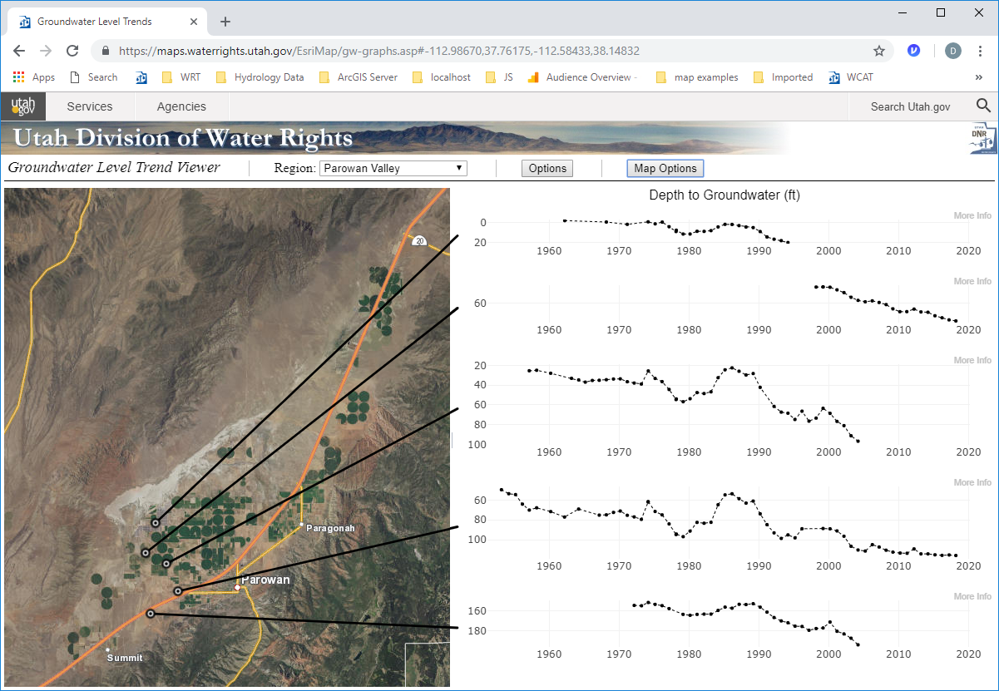 Groundwater Level Trends
https://maps.waterrights.utah.gov/EsriMap/gw-graphs.asp#-112.98670,37.76175,-112.58433,38.14832
D
Apps Search WRT Hydrology Data ArcGIS Server localhost JS Audience Overview - map examples Imported WCAT »
utah.gov Services Agencies Search Utah.gov
Utah Division of Water Rights
UTAH
DNR
Groundwater Level Trend Viewer Region: Parowan Valley Options Map Options
Depth to Groundwater (ft)
More Info
0
20
1960 1970 1980 1990 2000 2010 2020
More Info
60
1960 1970 1980 1990 2000 2010 2020
More Info
20
40
60
80
100
1960 1970 1980 1990 2000 2010 2020
More Info
60
80
100
1960 1970 1980 1990 2000 2010 2020
More Info
160
180
1960 1970 1980 1990 2000 2010 2020
20
Paragonah
Parowan
Summit